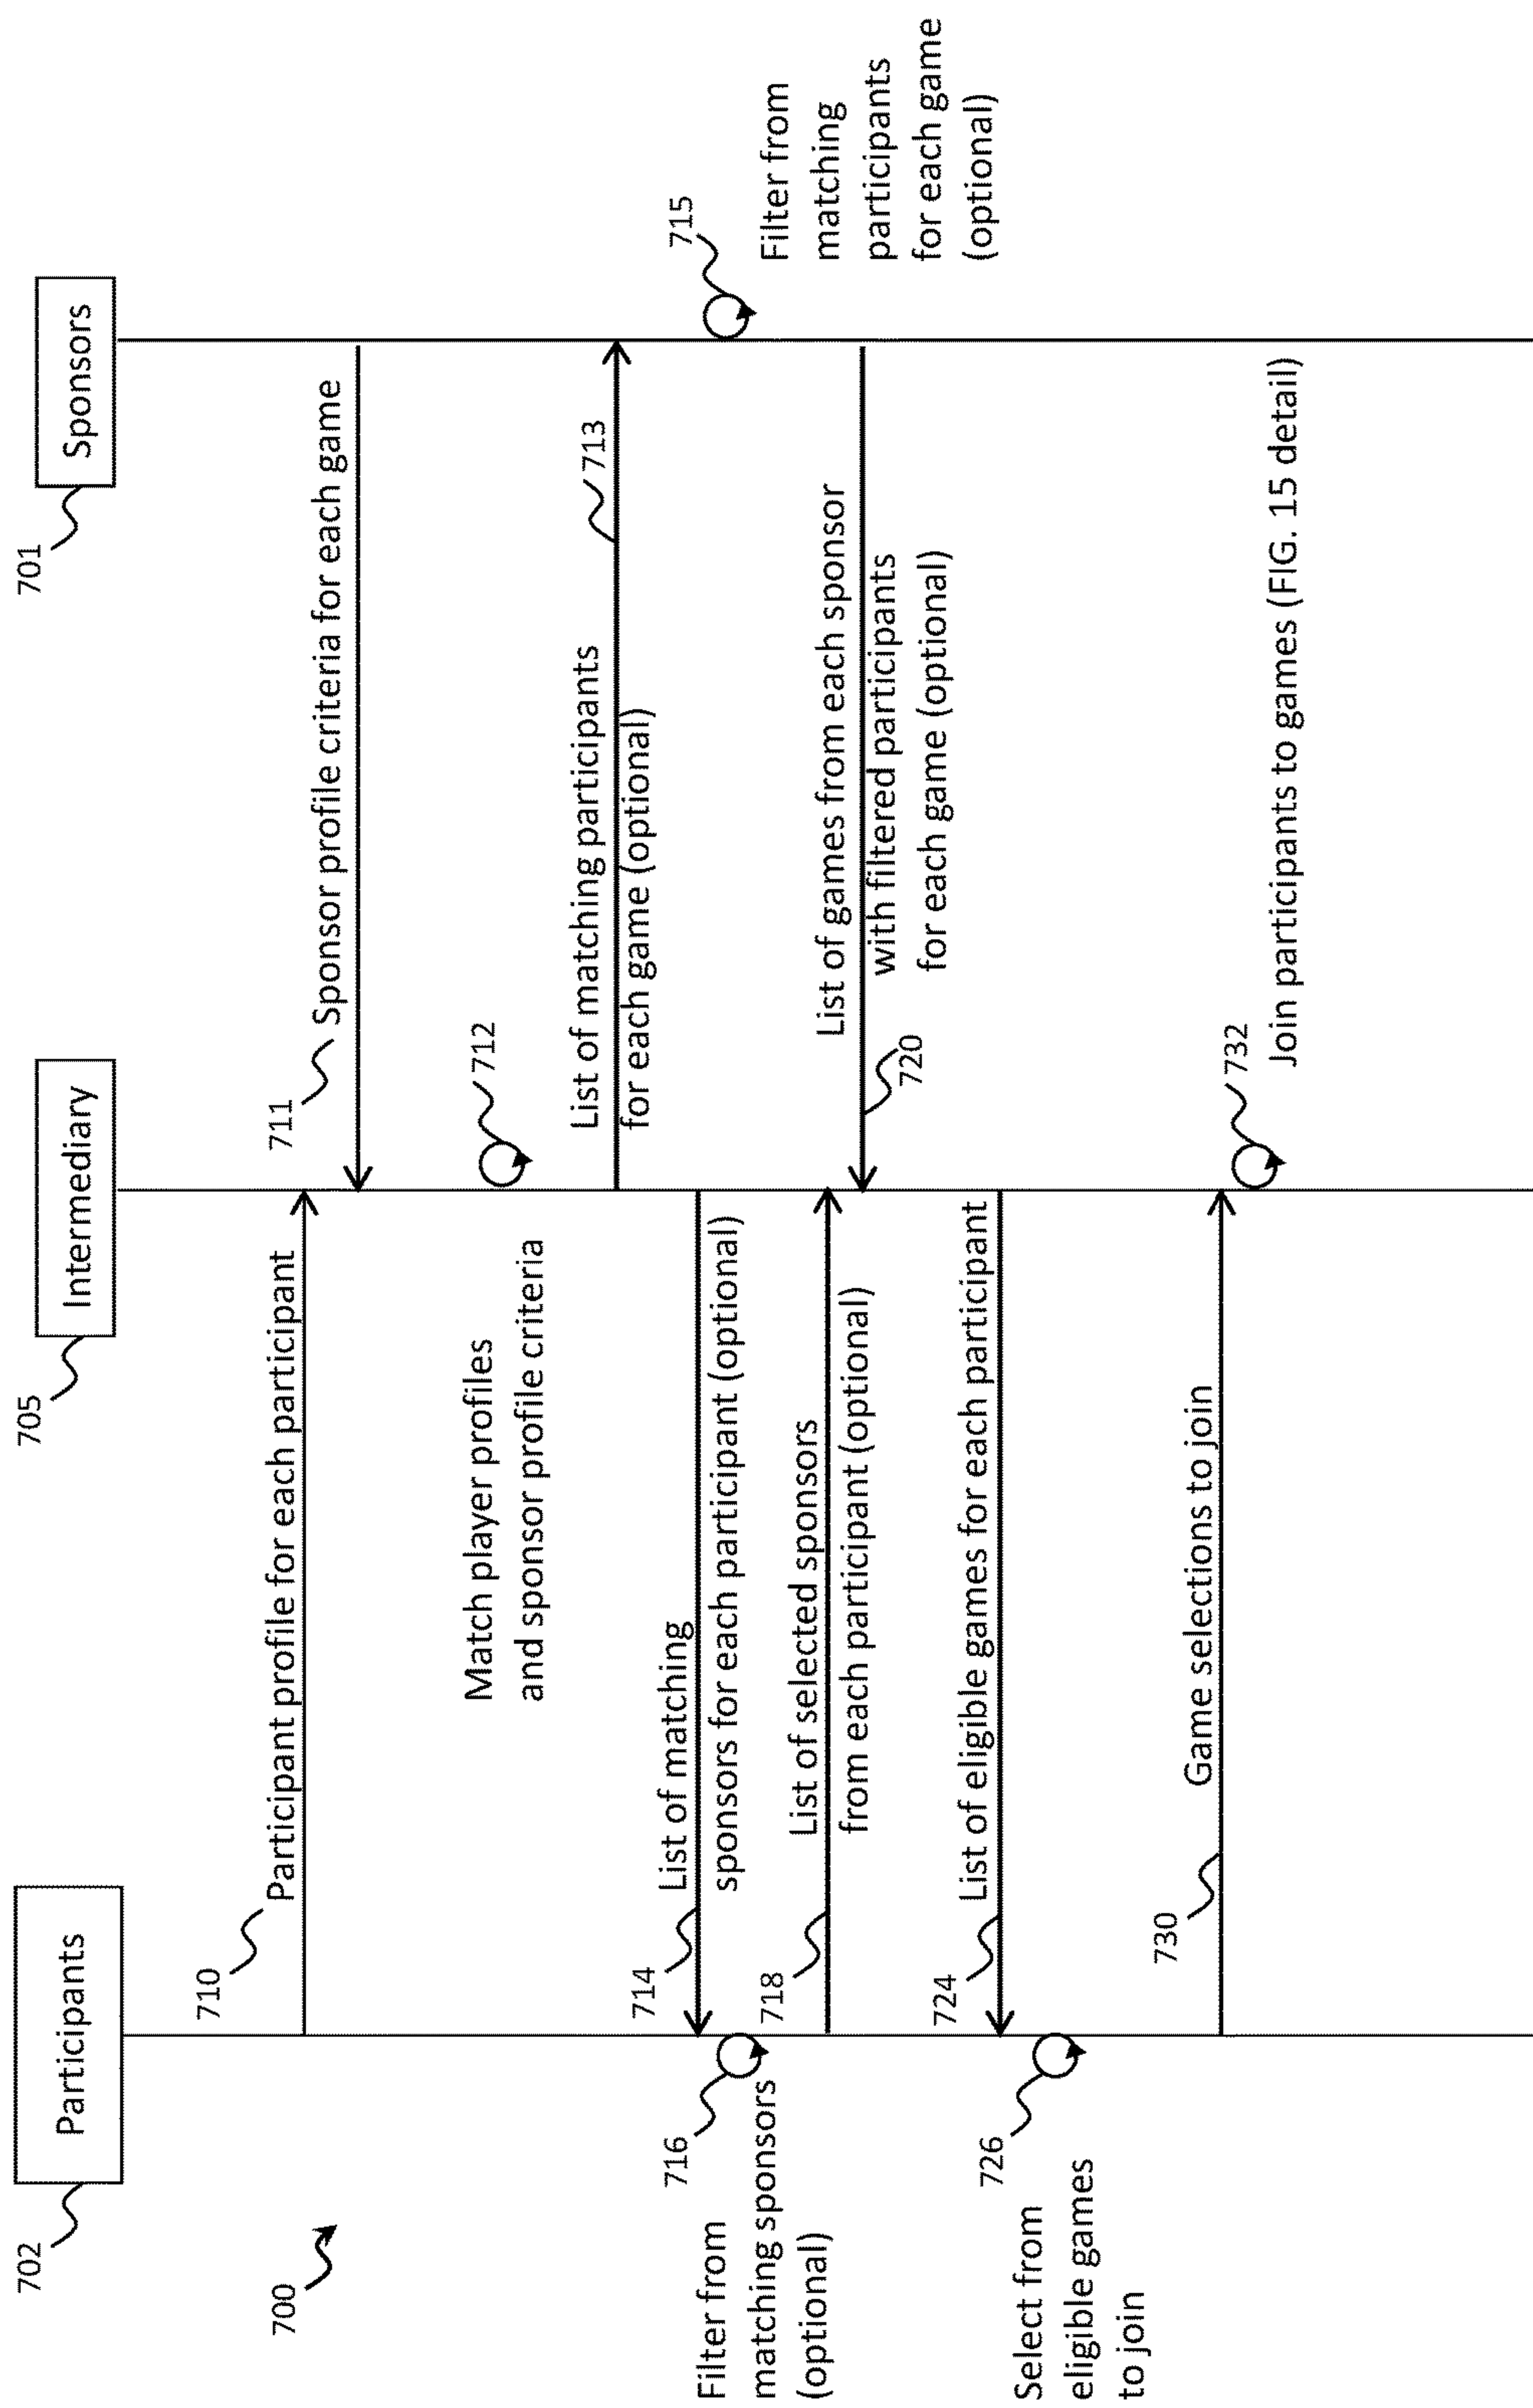 702
Participants
705
Intermediary
701
Sponsors
700
710
Participant profile for each participant
711
Sponsor profile criteria for each game
712
Match player profiles
and sponsor profile criteria
713
List of matching participants
for each game (optional)
714
List of matching
sponsors for each participant (optional)
715
Filter from
matching
participants
for each game
(optional)
716
Filter from
matching sponsors
(optional)
718
List of selected sponsors
from each participant (optional)
720
List of games from each sponsor
with filtered participants
for each game (optional)
724
List of eligible games for each participant
726
Select from
eligible games
to join
730
Game selections to join
732
Join participants to games (FIG. 15 detail)